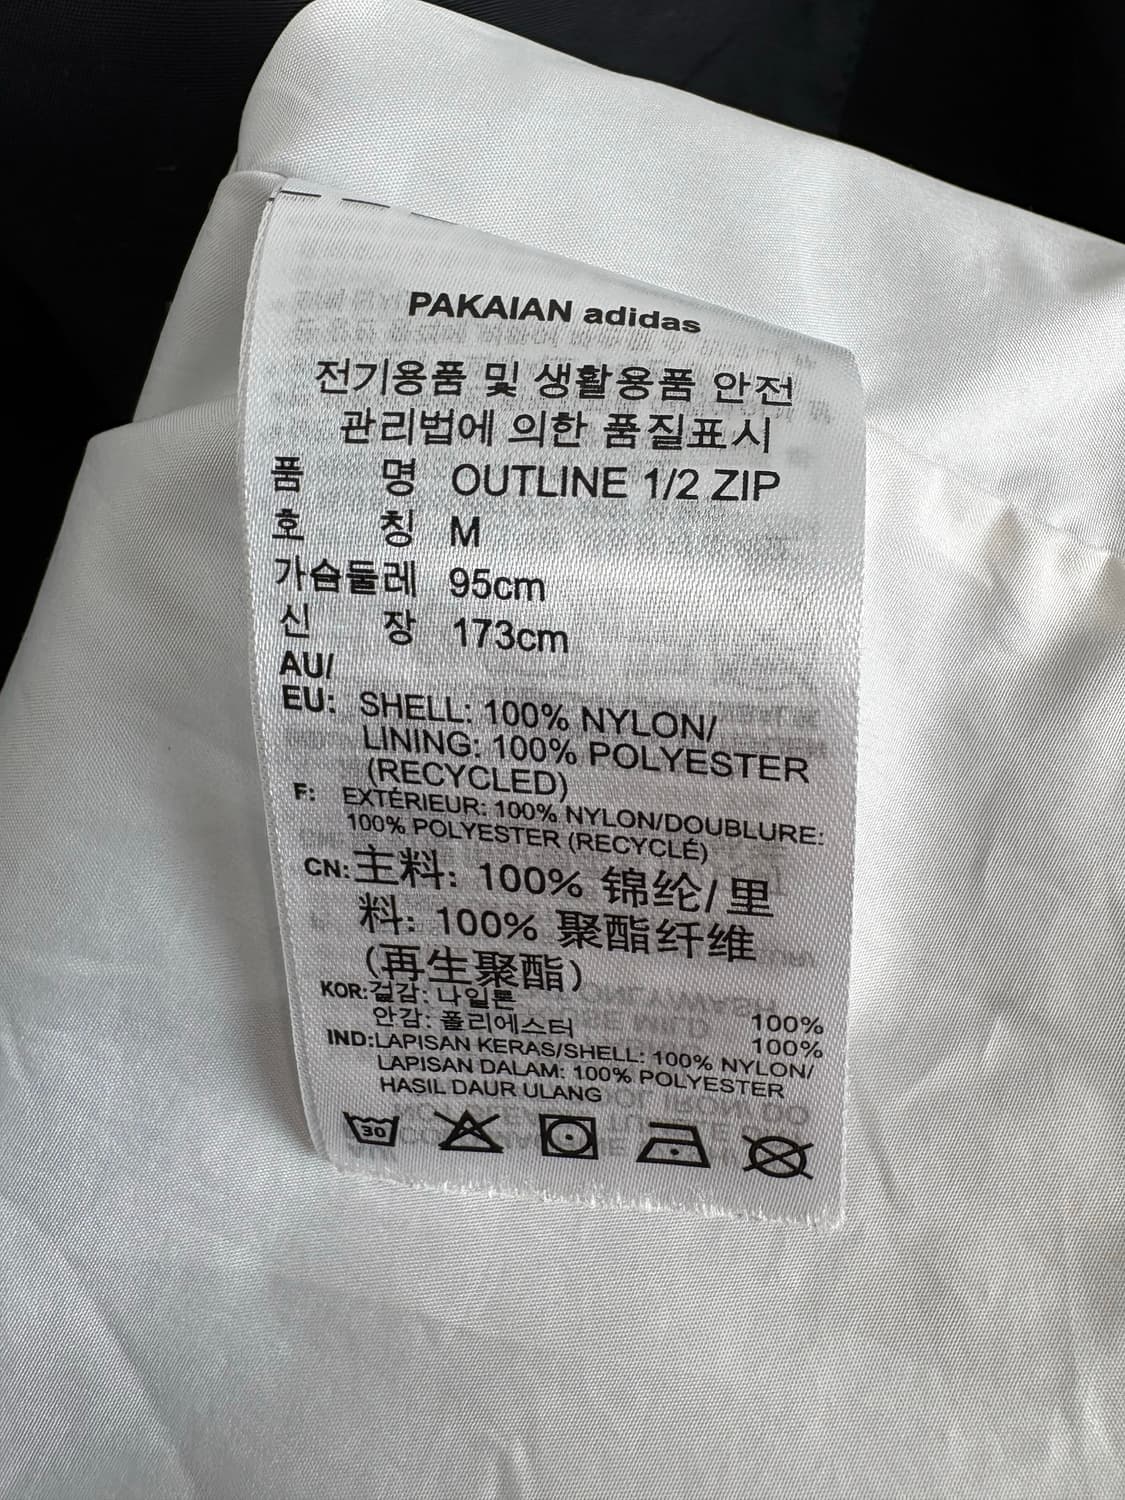 PAKAIAN adidas
전기용품 및 생활용품 안전
관리법에 의한 품질표시
품 명 OUTLINE 1/2 ZIP
호 칭 M
가슴둘레 95cm
신 장 173cm
AU/
EU: SHELL: 100% NYLON/
LINING: 100% POLYESTER
(RECYCLED)
F: EXTÉRIEUR: 100% NYLON/DOUBLURE:
100% POLYESTER (RECYCLÉ)
CN:主料: 100% 锦纶/里
料: 100% 聚酯纤维
(再生聚酯)
KOR:겉감: 나일론 100%
안감: 폴리에스터 100%
IND:LAPISAN KERAS/SHELL: 100% NYLON/
LAPISAN DALAM: 100% POLYESTER
HASIL DAUR ULANG
30